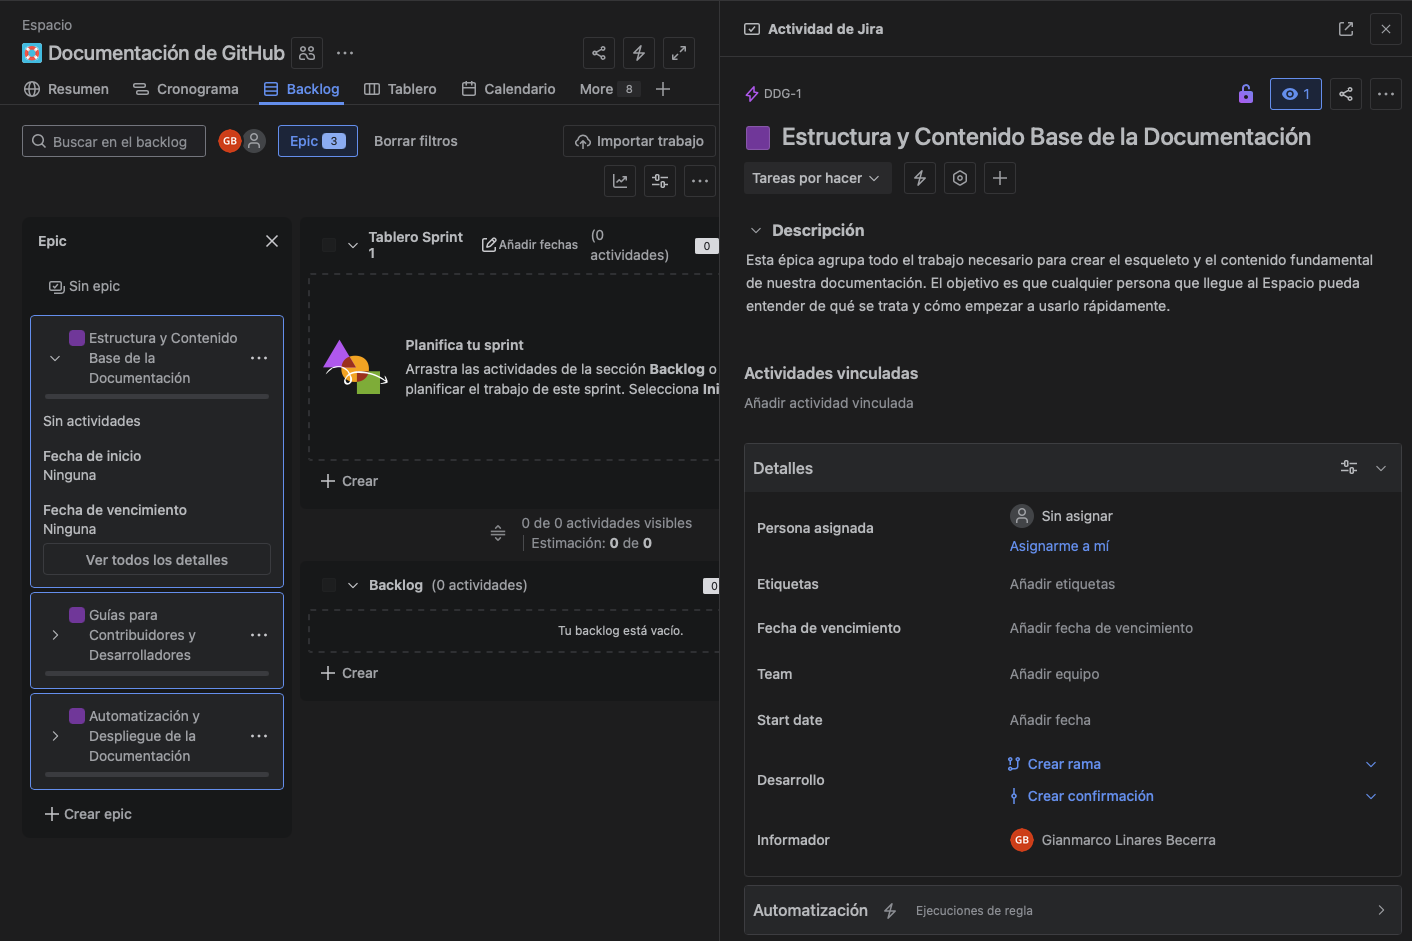 Espacio
Documentación de GitHub
Resumen
Cronograma
Backlog
Tablero
Calendario
More 8
Buscar en el backlog
GB
Epic 3
Borrar filtros
Importar trabajo
Epic
Sin epic
Estructura y Contenido
Base de la
Documentación
Sin actividades
Fecha de inicio
Ninguna
Fecha de vencimiento
Ninguna
Ver todos los detalles
Guías para
Contribuidores y
Desarrolladores
Automatización y
Despliegue de la
Documentación
Crear epic
Tablero Sprint
1
Añadir fechas
(0
actividades)
0
Planifica tu sprint
Arrastra las actividades de la sección Backlog o
planificar el trabajo de este sprint. Selecciona Ini
Crear
0 de 0 actividades visibles
Estimación: 0 de 0
Backlog (0 actividades)
0
Tu backlog está vacío.
Crear
Actividad de Jira
DDG-1
1
Estructura y Contenido Base de la Documentación
Tareas por hacer
Descripción
Esta épica agrupa todo el trabajo necesario para crear el esqueleto y el contenido fundamental
de nuestra documentación. El objetivo es que cualquier persona que llegue al Espacio pueda
entender de qué se trata y cómo empezar a usarlo rápidamente.
Actividades vinculadas
Añadir actividad vinculada
Detalles
Persona asignada
Sin asignar
Asignarme a mí
Etiquetas
Añadir etiquetas
Fecha de vencimiento
Añadir fecha de vencimiento
Team
Añadir equipo
Start date
Añadir fecha
Desarrollo
Crear rama
Crear confirmación
Informador
GB
Gianmarco Linares Becerra
Automatización
Ejecuciones de regla